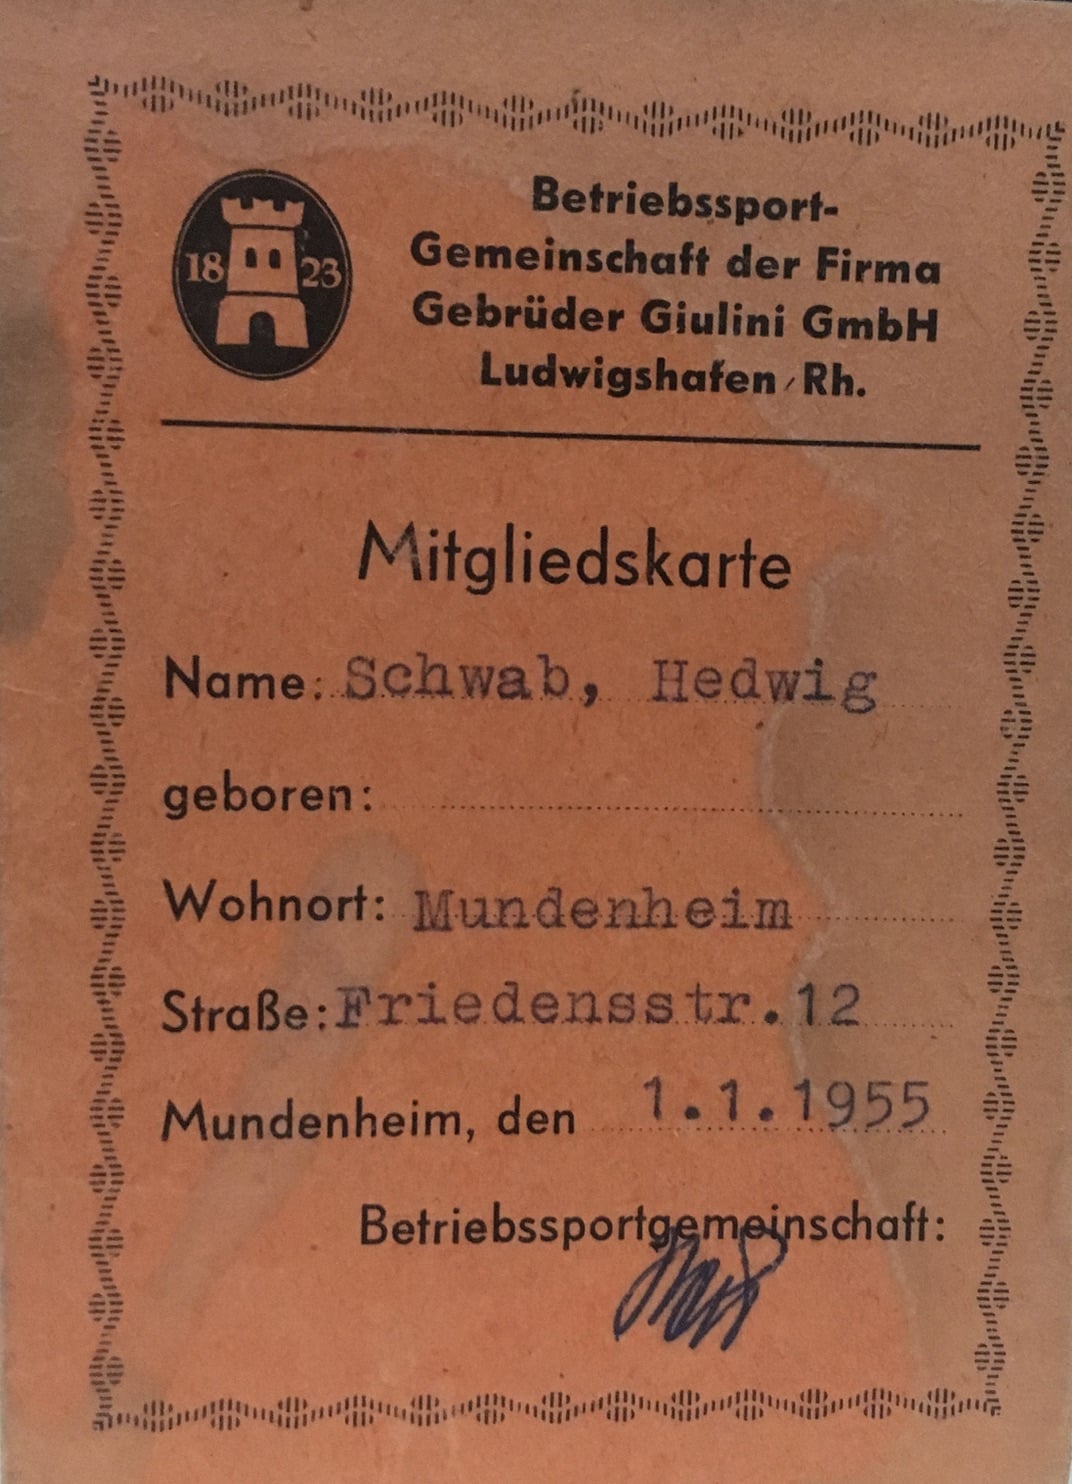 Betriebssport-
Gemeinschaft der Firma
Gebrüder Giulini GmbH
Ludwigshafen/Rh.
18 23
Mitgliedskarte
Name: Schwab, Hedwig
geboren:
Wohnort: Mundenheim
Straße: Friedensstr.12
Mundenheim, den 1.1.1955
Betriebssportgemeinschaft: